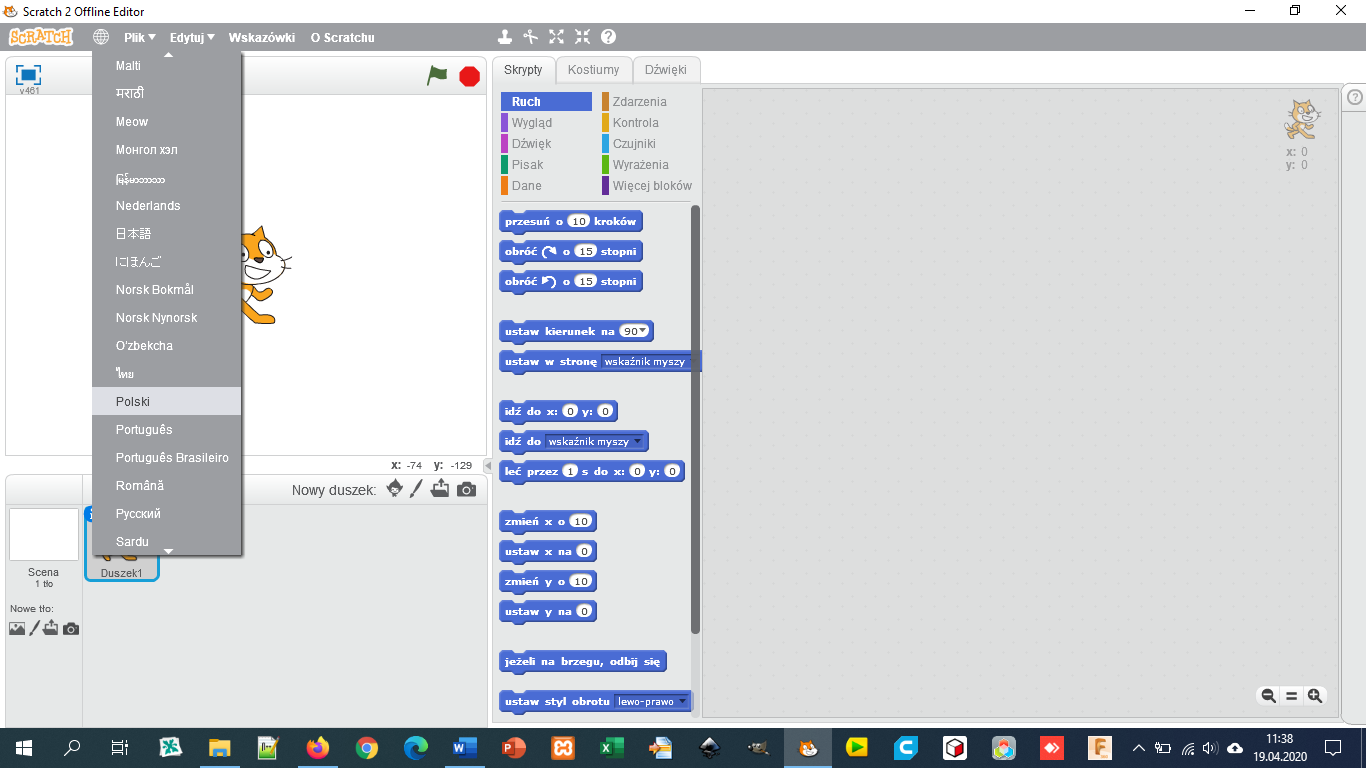 Scratch 2 Offline Editor
SCRATCH
Plik Edytuj Wskazówki O Scratchu
v461
Malti
मराठी
Meow
Монгол хэл
Nederlands
日本語
にほんご
Norsk Bokmål
Norsk Nynorsk
O'zbekcha
ไทย
Polski
Português
Português Brasileiro
Română
Русский
Sardu
x: -74 y: -129
Nowy duszek:
Scena
1 tło
Nowe tło:
Duszek1
Skrypty Kostiumy Dźwięki
Ruch Zdarzenia
Wygląd Kontrola
Dźwięk Czujniki
Pisak Wyrażenia
Dane Więcej bloków
przesuń o 10 kroków
obróć o 15 stopni
obróć o 15 stopni
ustaw kierunek na 90
ustaw w stronę wskaźnik myszy
idź do x: 0 y: 0
idź do wskaźnik myszy
leć przez 1 s do x: 0 y: 0
zmień x o 10
ustaw x na 0
zmień y o 10
ustaw y na 0
jeżeli na brzegu, odbij się
ustaw styl obrotu lewo-prawo
x: 0
y: 0
11:38
19.04.2020